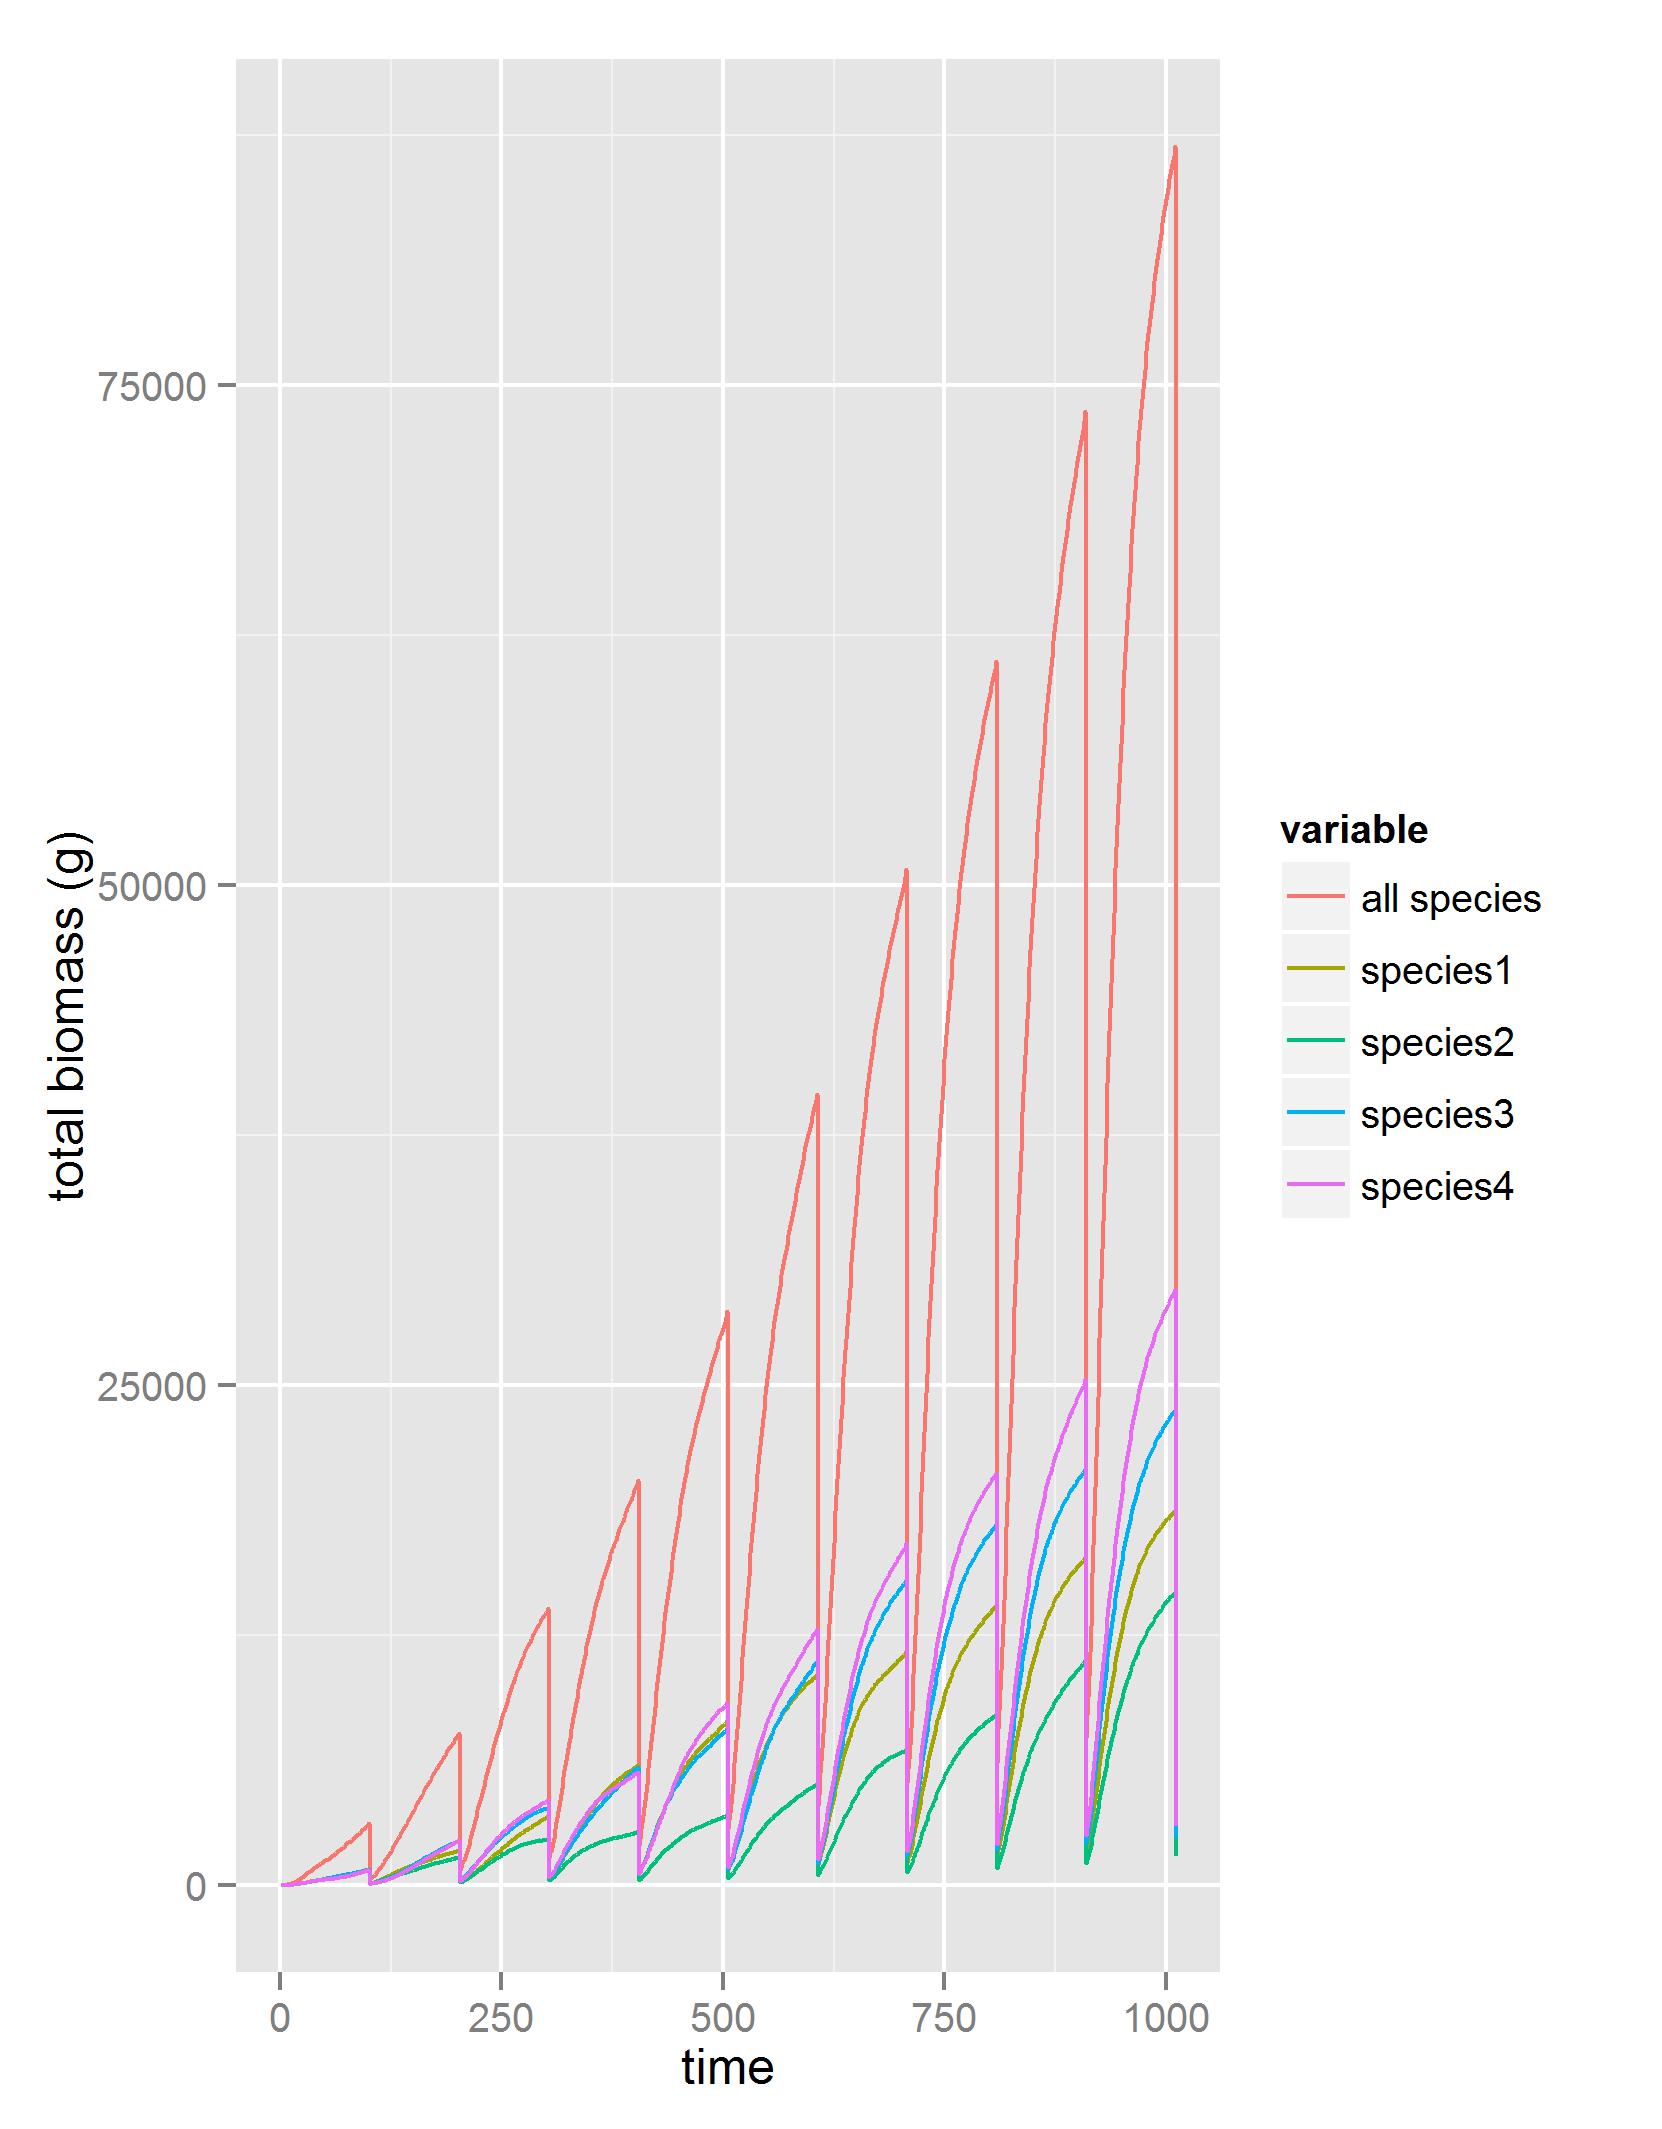 total biomass (g)
75000
50000
25000
0
0 250 500 750 1000
time
variable
all species
species1
species2
species3
species4